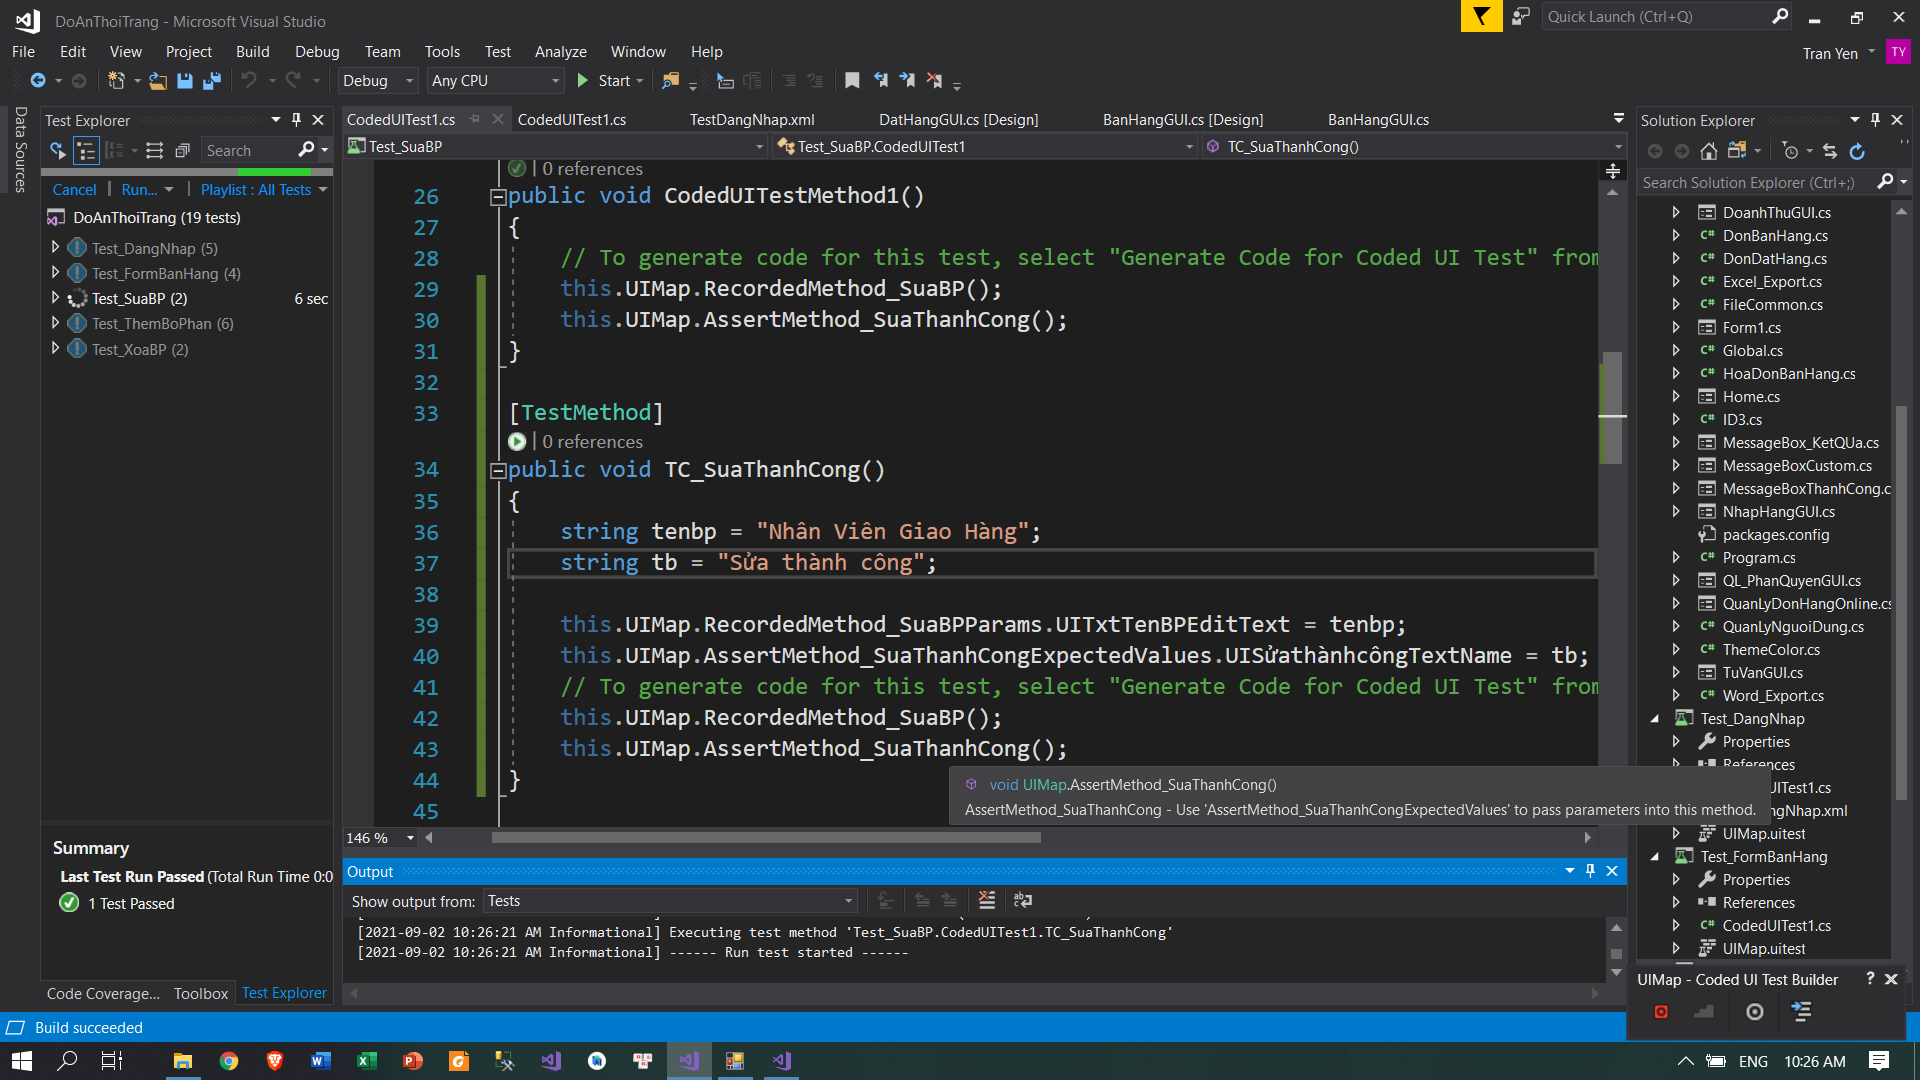 DoAnThoiTrang - Microsoft Visual Studio
Quick Launch (Ctrl+Q)
File Edit View Project Build Debug Team Tools Test Analyze Window Help
Tran Yen TY
Debug Any CPU Start
Data Sources
Test Explorer
Search
Cancel Run... Playlist : All Tests
DoAnThoiTrang (19 tests)
Test_DangNhap (5)
Test_FormBanHang (4)
Test_SuaBP (2) 6 sec
Test_ThemBoPhan (6)
Test_XoaBP (2)
Summary
Last Test Run Passed (Total Run Time 0:0
1 Test Passed
Code Coverage... Toolbox Test Explorer
CodedUITest1.cs CodedUITest1.cs TestDangNhap.xml DatHangGUI.cs [Design] BanHangGUI.cs [Design] BanHangGUI.cs
Test_SuaBP Test_SuaBP.CodedUITest1 TC_SuaThanhCong()
| 0 references
26 public void CodedUITestMethod1()
27 {
28 // To generate code for this test, select "Generate Code for Coded UI Test" from
29 this.UIMap.RecordedMethod_SuaBP();
30 this.UIMap.AssertMethod_SuaThanhCong();
31 }
32
33 [TestMethod]
| 0 references
34 public void TC_SuaThanhCong()
35 {
36 string tenbp = "Nhân Viên Giao Hàng";
37 string tb = "Sửa thành công";
38
39 this.UIMap.RecordedMethod_SuaBPParams.UITxtTenBPEditText = tenbp;
40 this.UIMap.AssertMethod_SuaThanhCongExpectedValues.UISửathànhcôngTextName = tb;
41 // To generate code for this test, select "Generate Code for Coded UI Test" from
42 this.UIMap.RecordedMethod_SuaBP();
43 this.UIMap.AssertMethod_SuaThanhCong();
44 }
45
void UIMap.AssertMethod_SuaThanhCong()
AssertMethod_SuaThanhCong - Use 'AssertMethod_SuaThanhCongExpectedValues' to pass parameters into this method.
146 %
Output
Show output from: Tests
[2021-09-02 10:26:21 AM Informational] Executing test method 'Test_SuaBP.CodedUITest1.TC_SuaThanhCong'
[2021-09-02 10:26:21 AM Informational] ------ Run test started ------
Solution Explorer
Search Solution Explorer (Ctrl+;)
DoanhThuGUI.cs
C# DonBanHang.cs
C# DonDatHang.cs
C# Excel_Export.cs
C# FileCommon.cs
Form1.cs
C# Global.cs
C# HoaDonBanHang.cs
Home.cs
C# ID3.cs
MessageBox_KetQUa.cs
MessageBoxCustom.cs
MessageBoxThanhCong.c
NhapHangGUI.cs
packages.config
C# Program.cs
QL_PhanQuyenGUI.cs
QuanLyDonHangOnline.cs
C# QuanLyNguoiDung.cs
C# ThemeColor.cs
TuVanGUI.cs
C# Word_Export.cs
Test_DangNhap
Properties
References
UITest1.cs
ngNhap.xml
UIMap.uitest
Test_FormBanHang
Properties
References
C# CodedUITest1.cs
UIMap.uitest
UIMap - Coded UI Test Builder ?
Build succeeded
ENG 10:26 AM